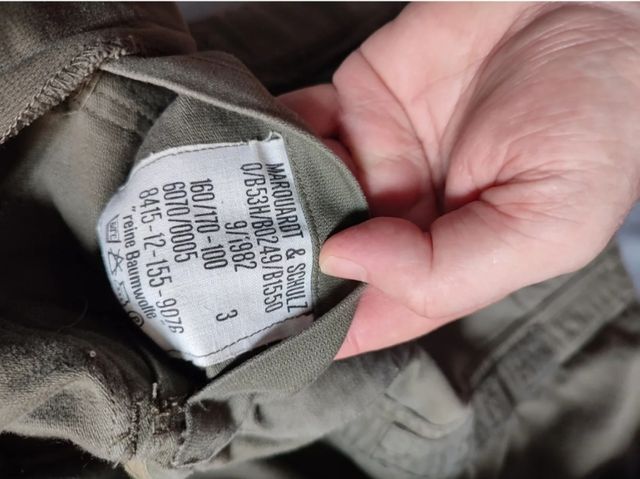 MARQUARDT & SCHULZ
0/B53H/B0249/B1550
9/1982 3
160/170-100
6070/0005
8415-12-155-9076
"reine Baumwolle